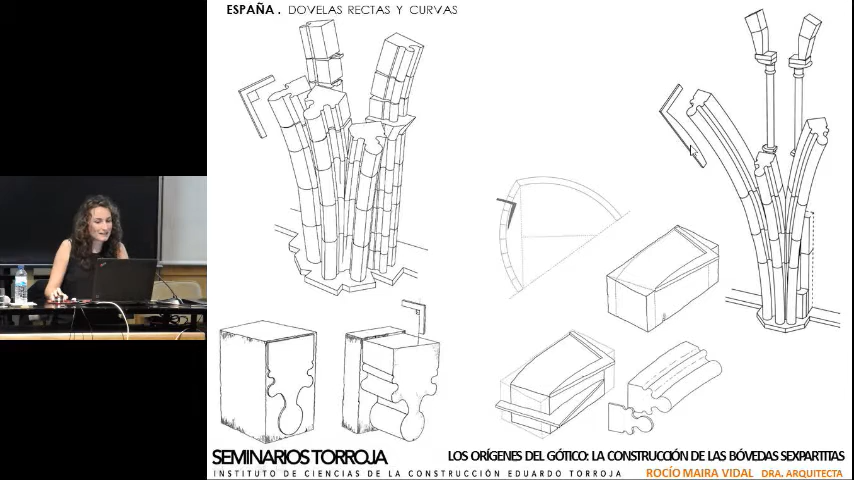 ESPAÑA . DOVELAS RECTAS Y CURVAS
SEMINARIOS TORROJA
INSTITUTO DE CIENCIAS DE LA CONSTRUCCIÓN EDUARDO TORROJA
LOS ORÍGENES DEL GÓTICO: LA CONSTRUCCIÓN DE LAS BÓVEDAS SEXPARTITAS
ROCÍO MAIRA VIDAL DRA. ARQUITECTA